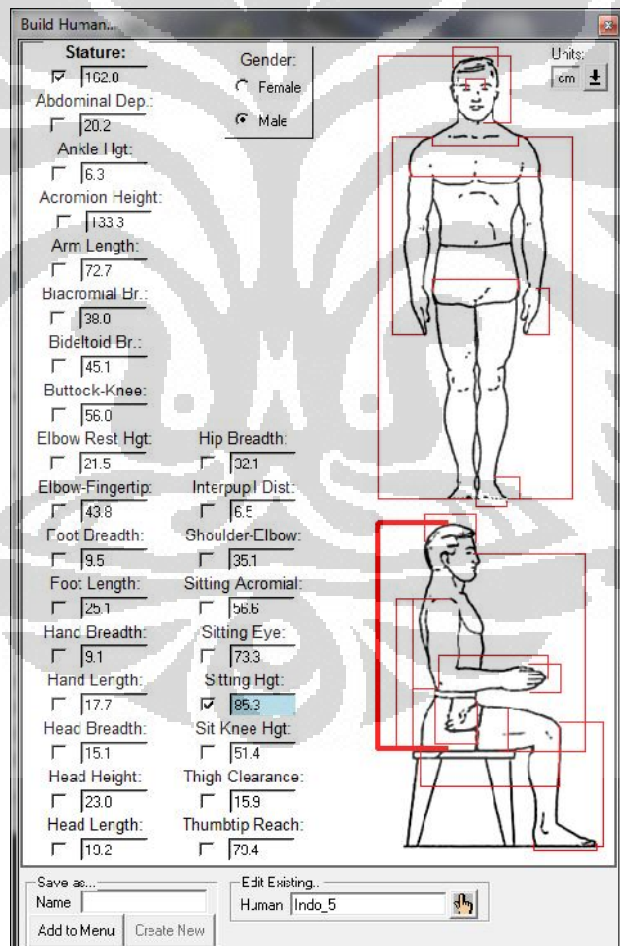 Build Human...
Stature:
162.0
Gender:
Female
Male
Units:
cm
Abdominal Dep.:
20.2
Ankle Hgt:
6.3
Acromion Height:
133.3
Arm Length:
72.7
Biacromial Br.:
38.0
Bideltoid Br.:
45.1
Buttock-Knee:
56.0
Elbow Rest Hgt:
21.5
Hip Breadth:
32.1
Elbow-Fingertip:
43.8
Interpupil Dist:
6.5
Foot Breadth:
9.5
Shoulder-Elbow:
35.1
Foot Length:
25.1
Sitting Acromial:
56.6
Hand Breadth:
9.1
Sitting Eye:
73.3
Hand Length:
17.7
Sitting Hgt:
85.3
Head Breadth:
15.1
Sit Knee Hgt:
51.4
Head Height:
23.0
Thigh Clearance:
15.9
Head Length:
19.2
Thumbtip Reach:
79.4
Save as...
Name
Add to Menu
Create New
Edit Existing..
Human
Indo_5